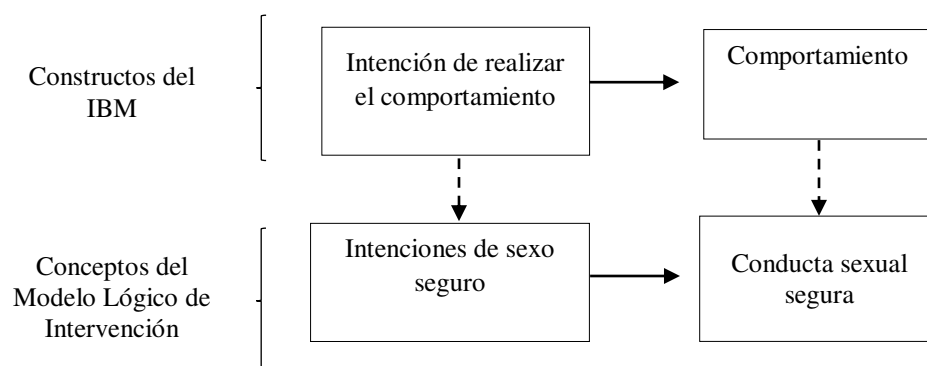 Constructos del
IBM
Intención de realizar
el comportamiento
Comportamiento
Conceptos del
Modelo Lógico de
Intervención
Intenciones de sexo
seguro
Conducta sexual
segura